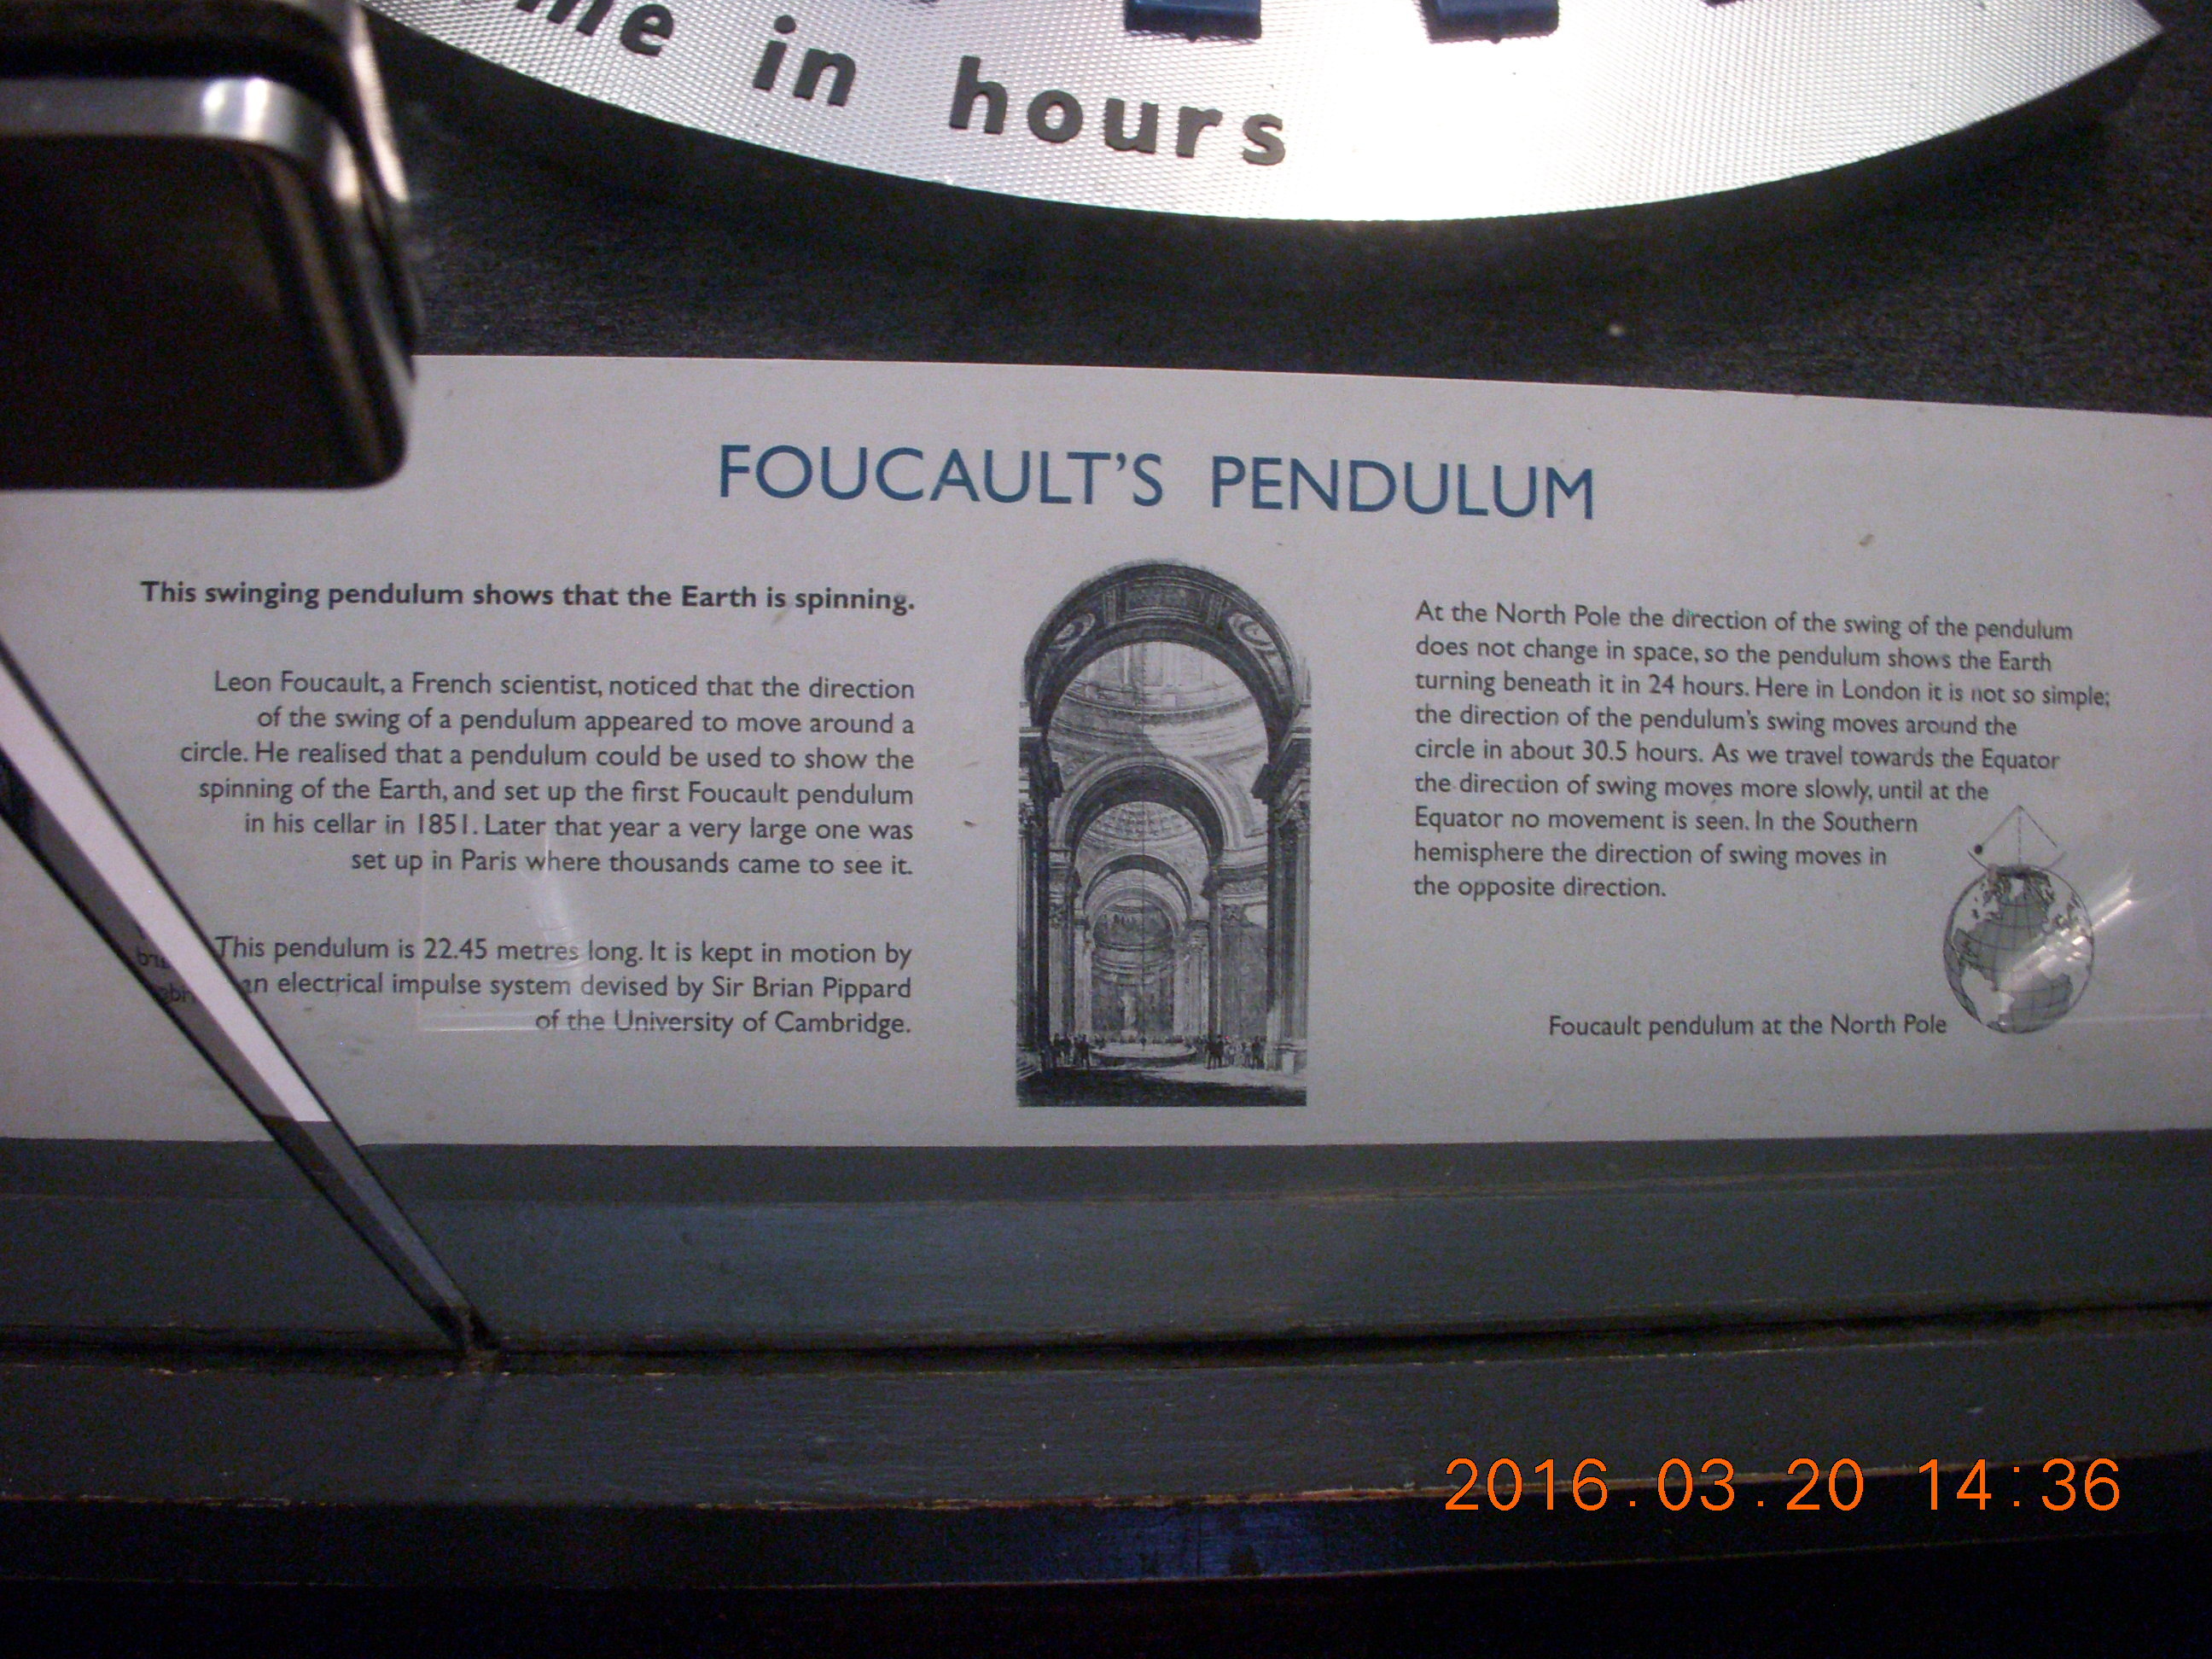 in hours
FOUCAULT'S PENDULUM
This swinging pendulum shows that the Earth is spinning.
Leon Foucault, a French scientist, noticed that the direction
of the swing of a pendulum appeared to move around a
circle. He realised that a pendulum could be used to show the
spinning of the Earth, and set up the first Foucault pendulum
in his cellar in 1851. Later that year a very large one was
set up in Paris where thousands came to see it.
This pendulum is 22.45 metres long. It is kept in motion by
an electrical impulse system devised by Sir Brian Pippard
of the University of Cambridge.
At the North Pole the direction of the swing of the pendulum
does not change in space, so the pendulum shows the Earth
turning beneath it in 24 hours. Here in London it is not so simple;
the direction of the pendulum's swing moves around the
circle in about 30.5 hours. As we travel towards the Equator
the direction of swing moves more slowly, until at the
Equator no movement is seen. In the Southern
hemisphere the direction of swing moves in
the opposite direction.
Foucault pendulum at the North Pole
2016.03.20 14:36